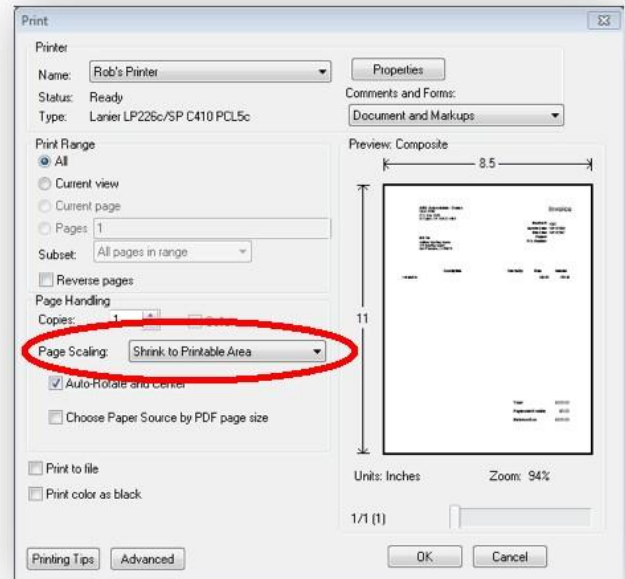 Print
Printer
Name: Rob's Printer
Properties
Status: Ready
Type: Lanier LP226c/SP C410 PCL5c
Comments and Forms:
Document and Markups
Print Range
All
Current view
Current page
Pages 1
Subset: All pages in range
Reverse pages
Page Handling
Copies: 1
Page Scaling: Shrink to Printable Area
Auto-Rotate and Center
Choose Paper Source by PDF page size
Print to file
Print color as black
Preview: Composite
8.5
11
Invoice
Units: Inches Zoom: 94%
1/1 (1)
Printing Tips Advanced OK Cancel